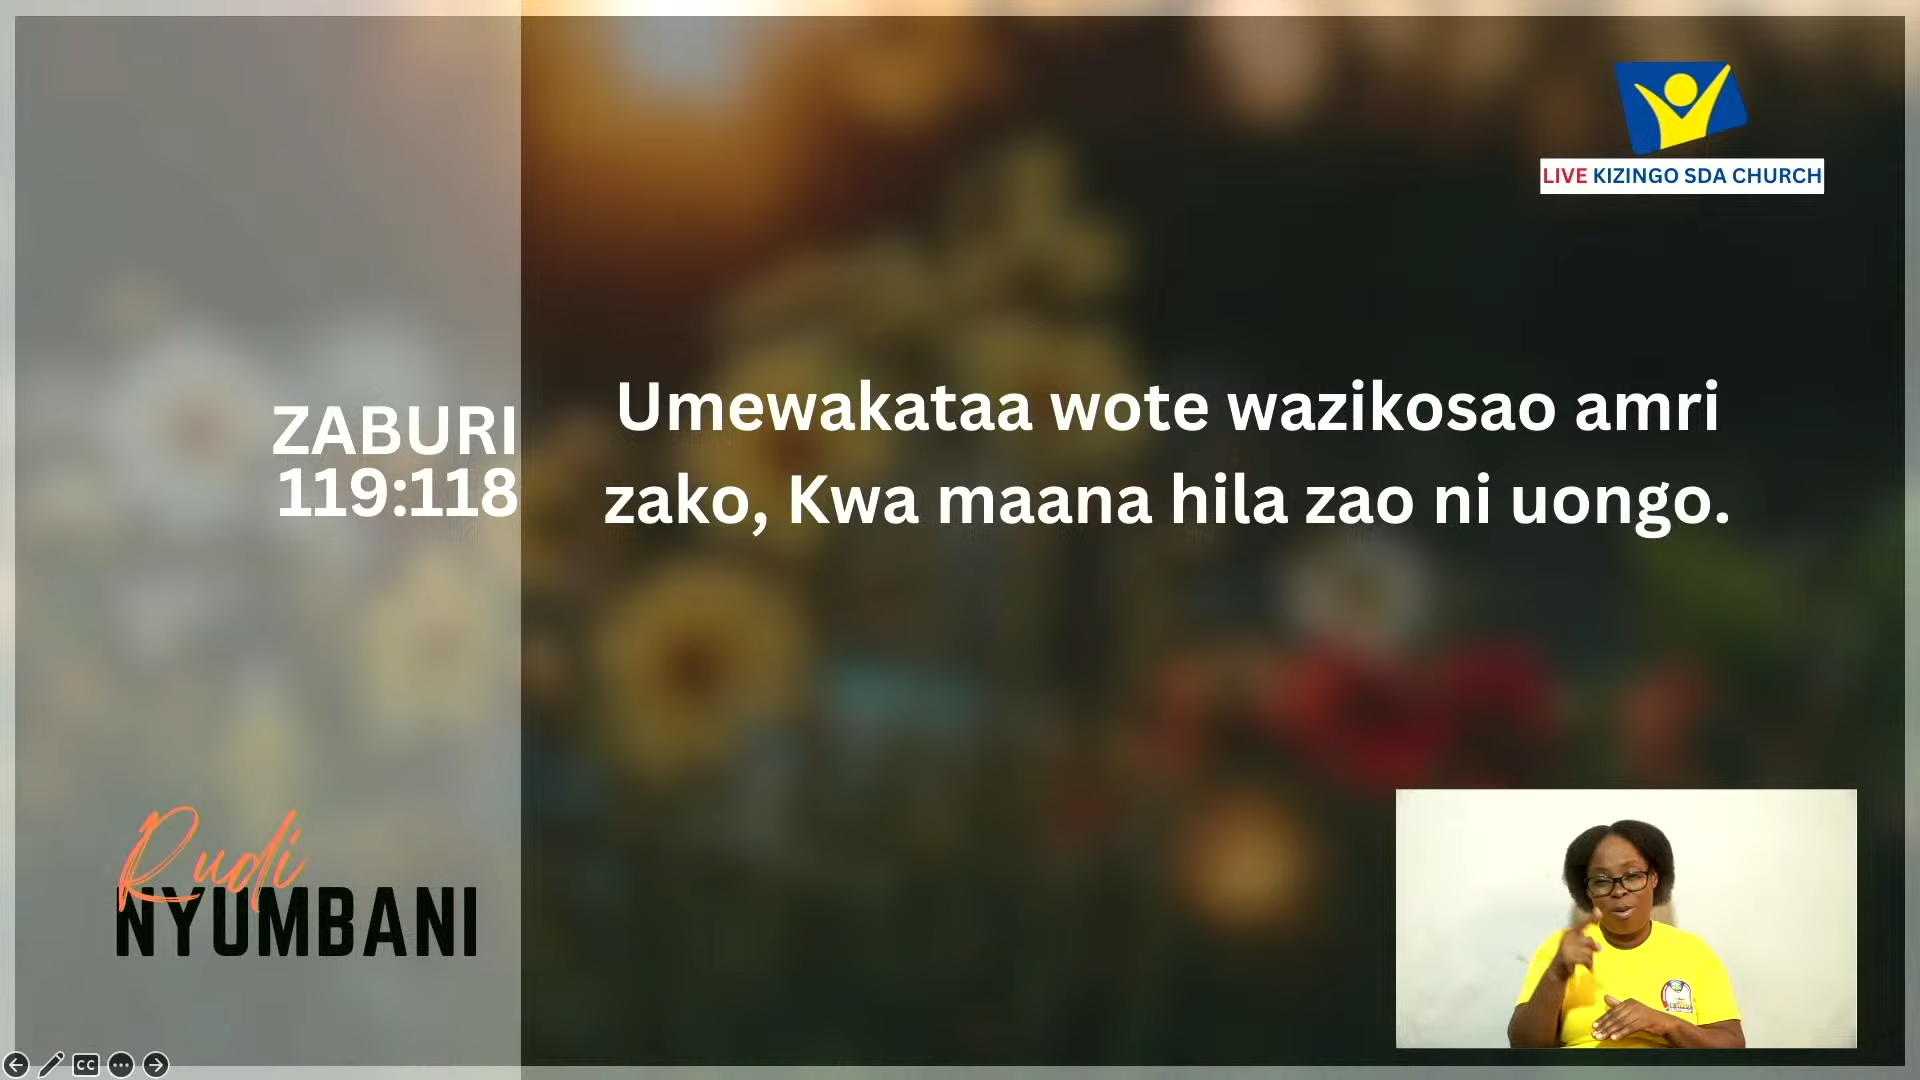 LIVE KIZINGO SDA CHURCH
ZABURI
119:118
Umewakataa wote wazikosao amri
zako, Kwa maana hila zao ni uongo.
Rudi
NYUMBANI
CC